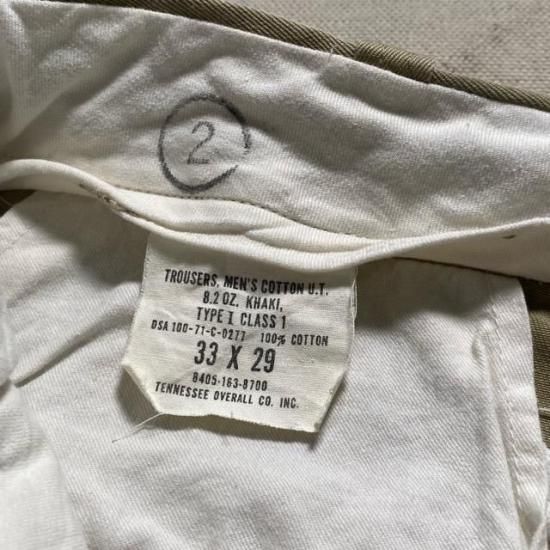 2
TROUSERS, MEN'S COTTON U.T.
8.2 OZ. KHAKI,
TYPE I CLASS 1
DSA 100-71-C-0277 100% COTTON
33 X 29
8405-163-8700
TENNESSEE OVERALL CO. INC.